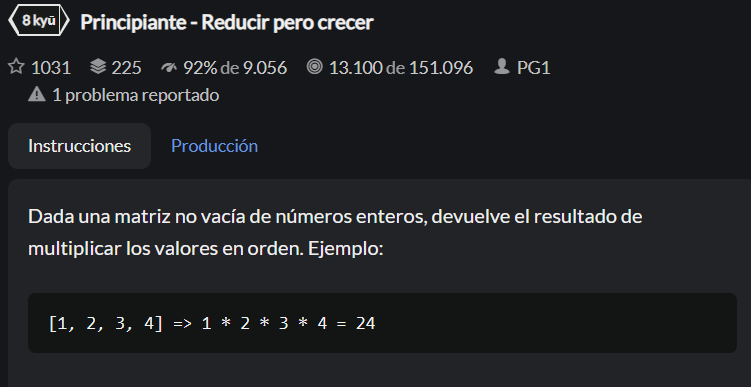 8 kyū Principiante - Reducir pero crecer
1031 225 92% de 9.056 13.100 de 151.096 PG1
1 problema reportado
Instrucciones Producción
Dada una matriz no vacía de números enteros, devuelve el resultado de
multiplicar los valores en orden. Ejemplo:
[1, 2, 3, 4] => 1 * 2 * 3 * 4 = 24